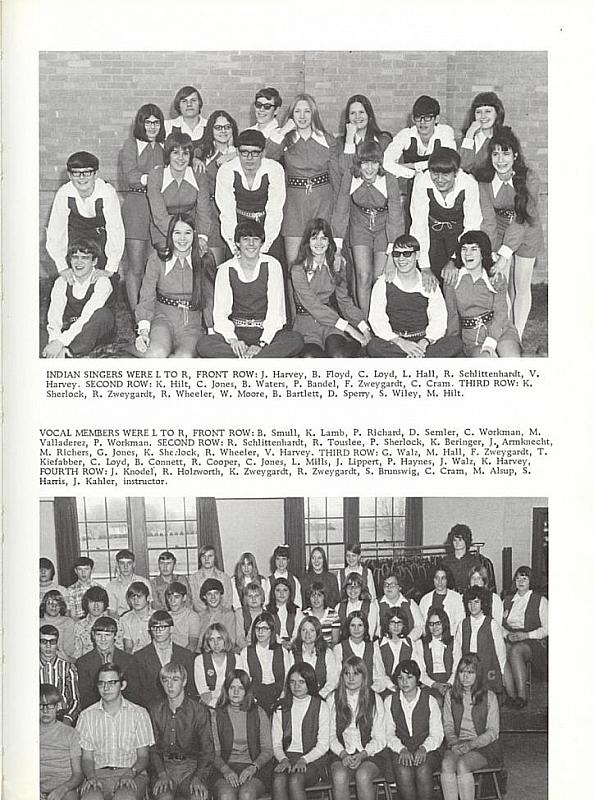 INDIAN SINGERS WERE L TO R, FRONT ROW: J. Harvey, B. Floyd, C. Loyd, L. Hall, R. Schlittenhardt, V.
Harvey. SECOND ROW: K. Hilt, C. Jones, B. Waters, P. Bandel, F. Zweygardt, C. Cram. THIRD ROW: K.
Sherlock, R. Zweygardt, R. Wheeler, W. Moore, B. Bartlett, D. Sperry, S. Wiley, M. Hilt.
VOCAL MEMBERS WERE L TO R, FRONT ROW: B. Smull, K. Lamb, P. Richard, D. Semler, C. Workman, M.
Valladerez, P. Workman. SECOND ROW: R. Schlittenhardt, R. Touslee, P. Sherlock, K. Beringer, J. Armknecht,
M. Richers, G. Jones, K. Sherlock, R. Wheeler, V. Harvey. THIRD ROW: G. Walz, M. Hall, F. Zweygardt, T.
Kiefabber, C. Loyd, B. Connett, R. Cooper, C. Jones, L. Mills, J. Lippert, P. Haynes, J. Walz, K. Harvey,
FOURTH ROW: J. Knodel, R. Holzworth, K. Zweygardt, R. Zweygardt, S. Brunswig, C. Cram, M. Alsup, S.
Harris, J. Kahler, instructor.